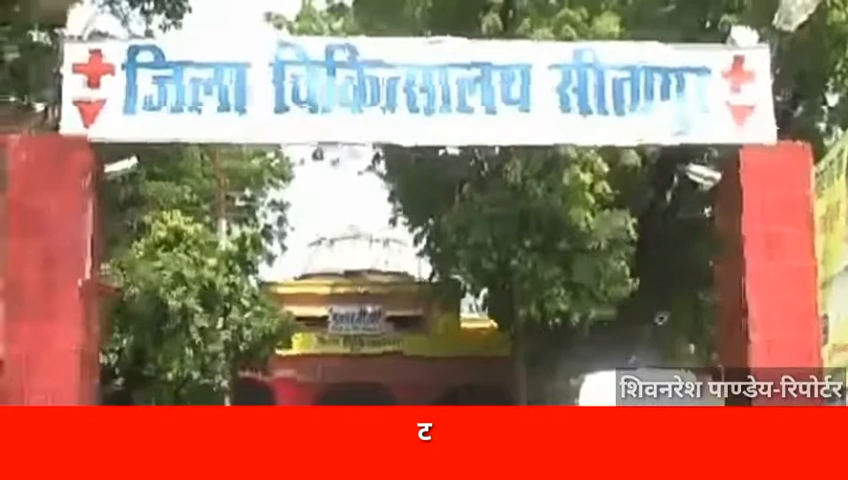 जिला चिकित्सालय सीतापुर
शिवनरेश पाण्डेय-रिपोर्टर
ट